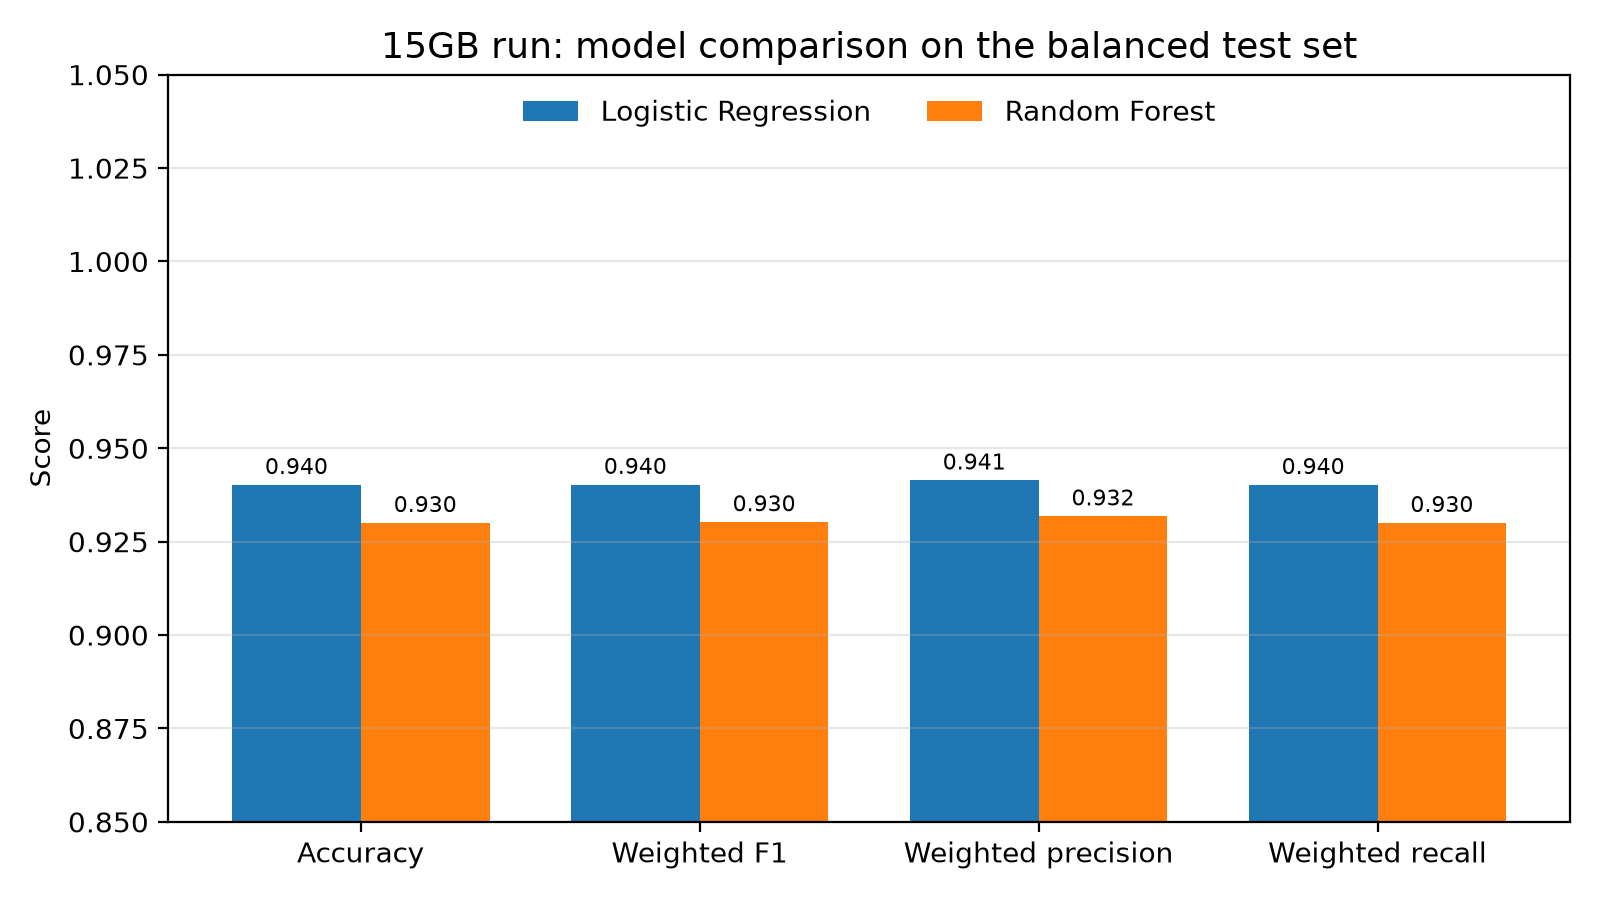 15GB run: model comparison on the balanced test set
Logistic Regression
Random Forest
Score
1.050
1.025
1.000
0.975
0.950
0.925
0.900
0.875
0.850
0.940
0.930
0.940
0.930
0.941
0.932
0.940
0.930
Accuracy
Weighted F1
Weighted precision
Weighted recall